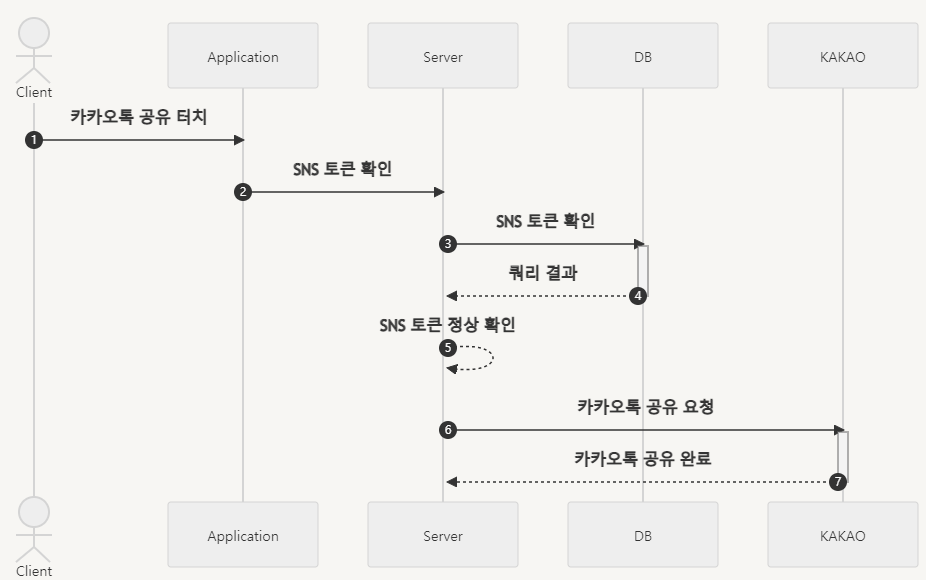 Client
Application
Server
DB
KAKAO
카카오톡 공유 터치
1
SNS 토큰 확인
2
SNS 토큰 확인
3
쿼리 결과
4
SNS 토큰 정상 확인
5
카카오톡 공유 요청
6
카카오톡 공유 완료
7
Client
Application
Server
DB
KAKAO